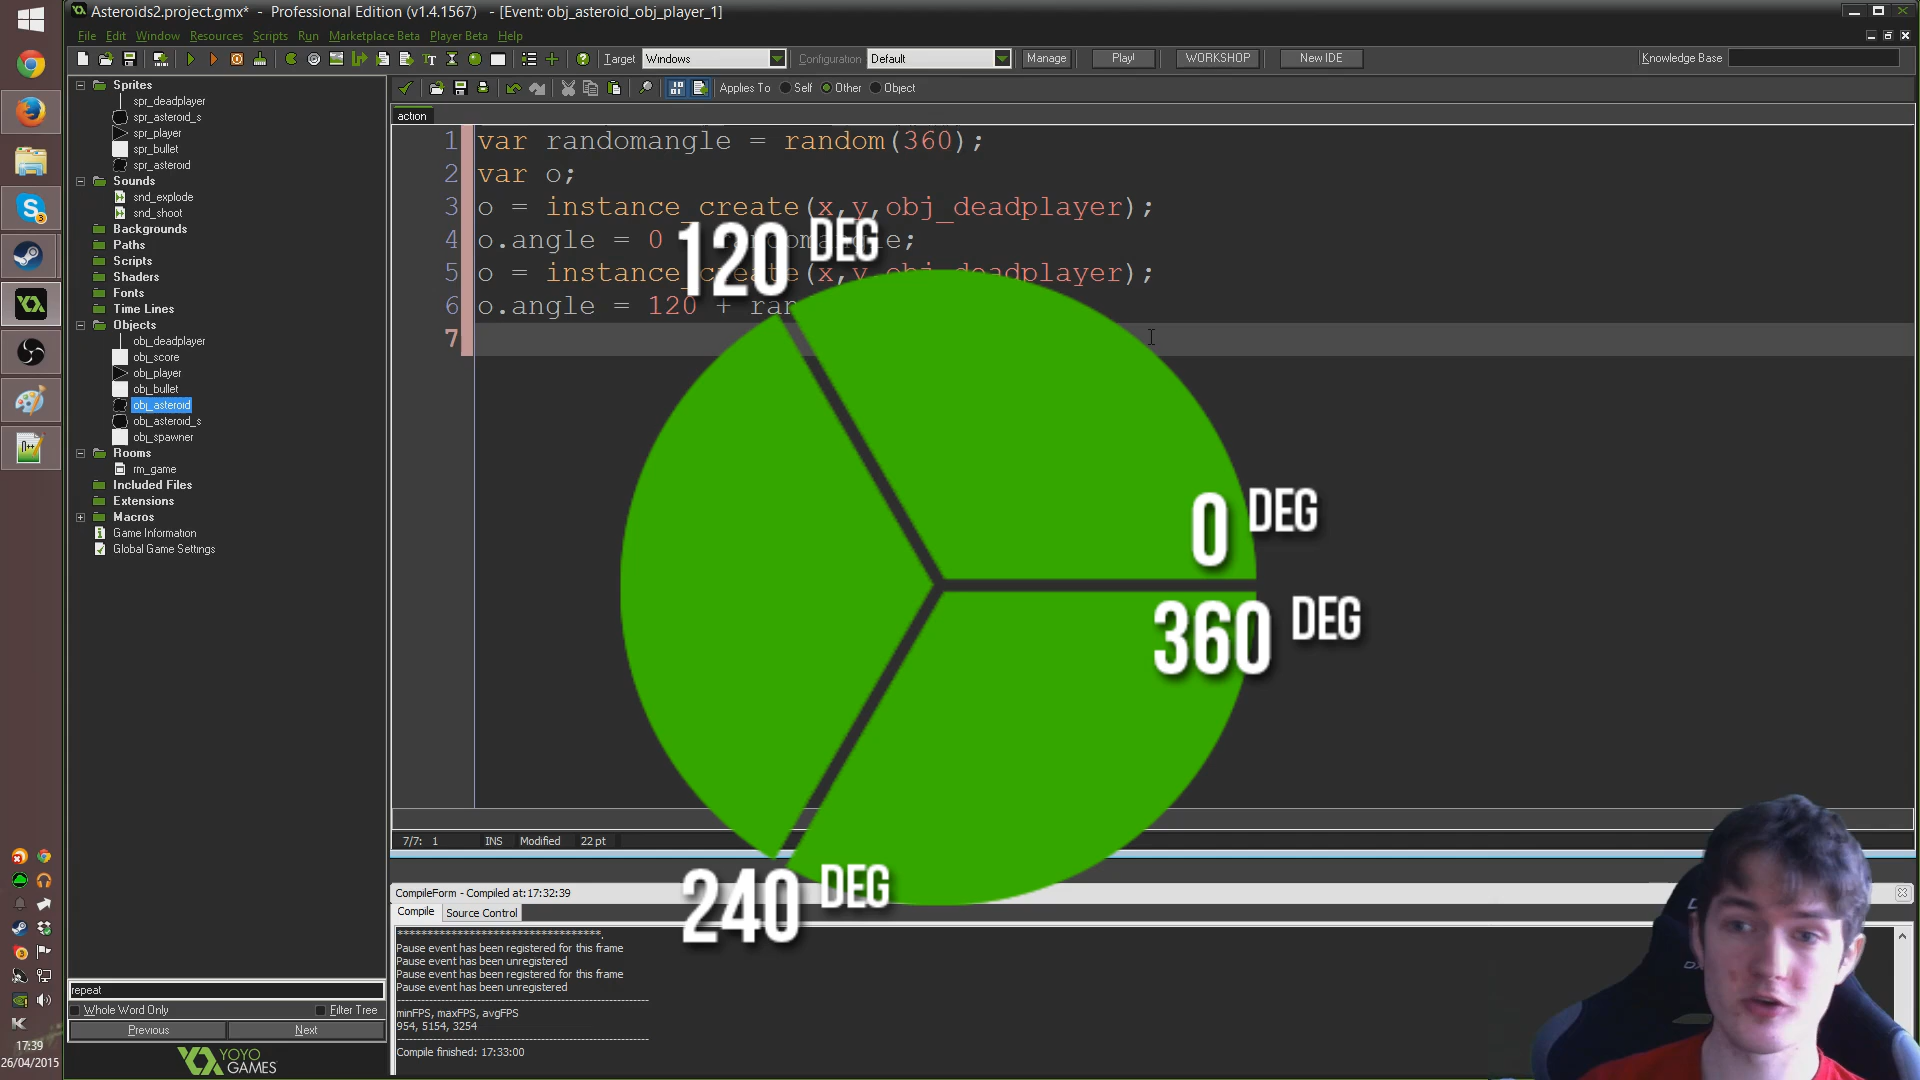 Asteroids2.project.gmx* - Professional Edition (v1.4.1567) - [Event: obj_asteroid_obj_player_1]
File Edit Window Resources Scripts Run Marketplace Beta Player Beta Help
Target Windows Configuration Default Manage Play! WORKSHOP New IDE Knowledge Base
Applies To Self Other Object
action
Sprites
spr_deadplayer
spr_asteroid_s
spr_player
spr_bullet
spr_asteroid
Sounds
snd_explode
snd_shoot
Backgrounds
Paths
Scripts
Shaders
Fonts
Time Lines
Objects
obj_deadplayer
obj_score
obj_player
obj_bullet
obj_asteroid
obj_asteroid_s
obj_spawner
Rooms
rm_game
Included Files
Extensions
Macros
Game Information
Global Game Settings
1 var randomangle = random(360);
2 var o;
3 o = instance_create(x,y,obj_deadplayer);
4 o.angle = 0
5 o = instance_create(x,y,obj_deadplayer);
6 o.angle = 120 + ran
7
120 DEG
0 DEG
360 DEG
240 DEG
7/7: 1 INS Modified 22 pt
CompileForm - Compiled at:17:32:39
Compile Source Control
Pause event has been registered for this frame
Pause event has been unregistered
Pause event has been registered for this frame
Pause event has been unregistered
minFPS, maxFPS, avgFPS
954, 5154, 3254
Compile finished: 17:33:00
repeat
Whole Word Only Filter Tree
Previous Next
YOYO
GAMES
17:39
26/04/2015